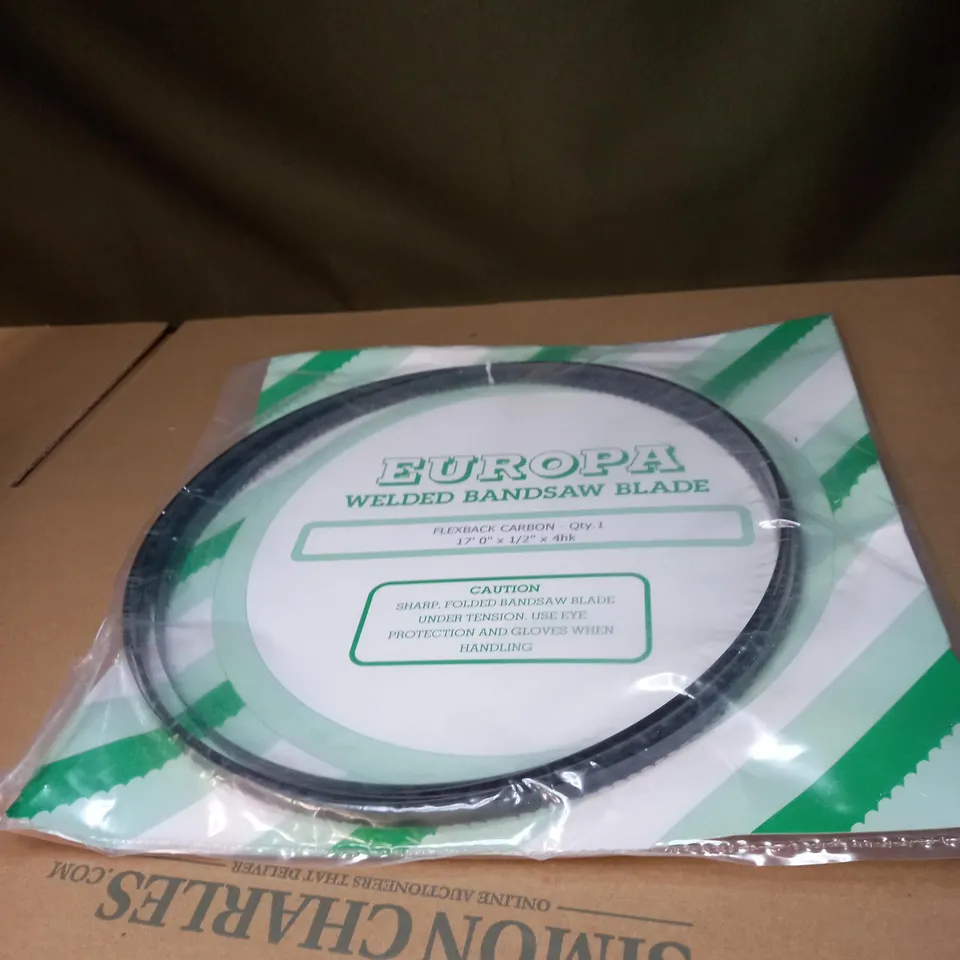 EUROPA
WELDED BANDSAW BLADE
FLEXBACK CARBON - Qty 1
17' 0" x 1/2" x 4hk
CAUTION
SHARP, FOLDED BANDSAW BLADE
UNDER TENSION. USE EYE
PROTECTION AND GLOVES WHEN
HANDLING
SIMON CHARLES
ONLINE AUCTIONEERS THAT DELIVER
.COM